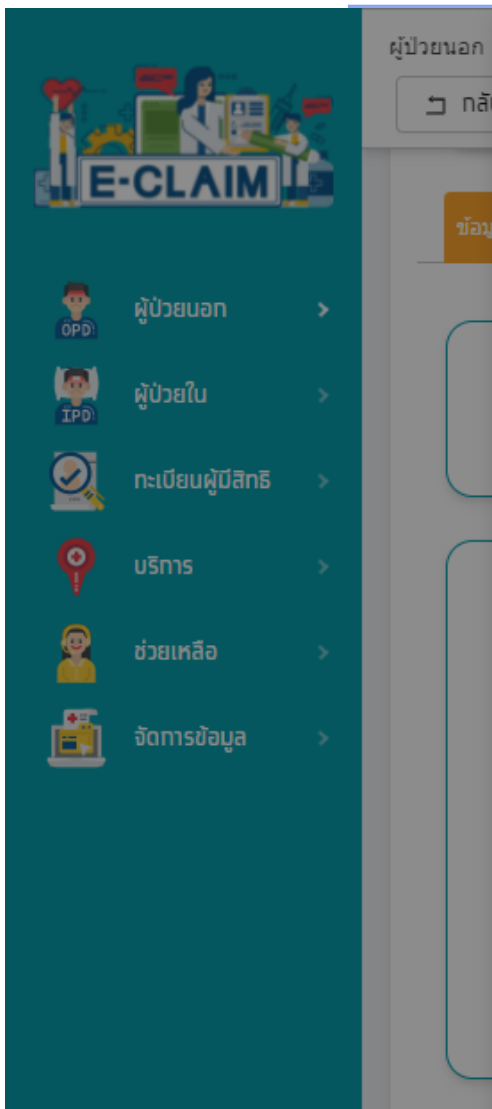 ผู้ป่วยนอก
E-CLAIM
OPD
ผู้ป่วยนอก
IPD
ผู้ป่วยใน
ทะเบียนผู้มีสิทธิ
บริการ
ช่วยเหลือ
จัดการข้อมูล